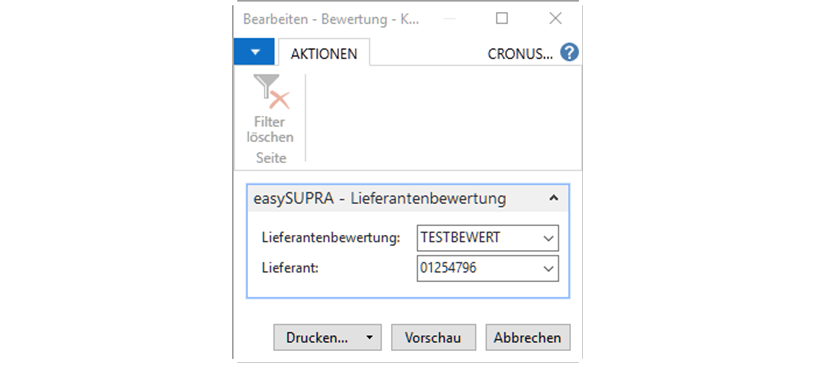 Bearbeiten - Bewertung - K...
AKTIONEN
CRONUS... ?
Filter
löschen
Seite
easySUPRA - Lieferantenbewertung
Lieferantenbewertung: TESTBEWERT
Lieferant: 01254796
Drucken... Vorschau Abbrechen